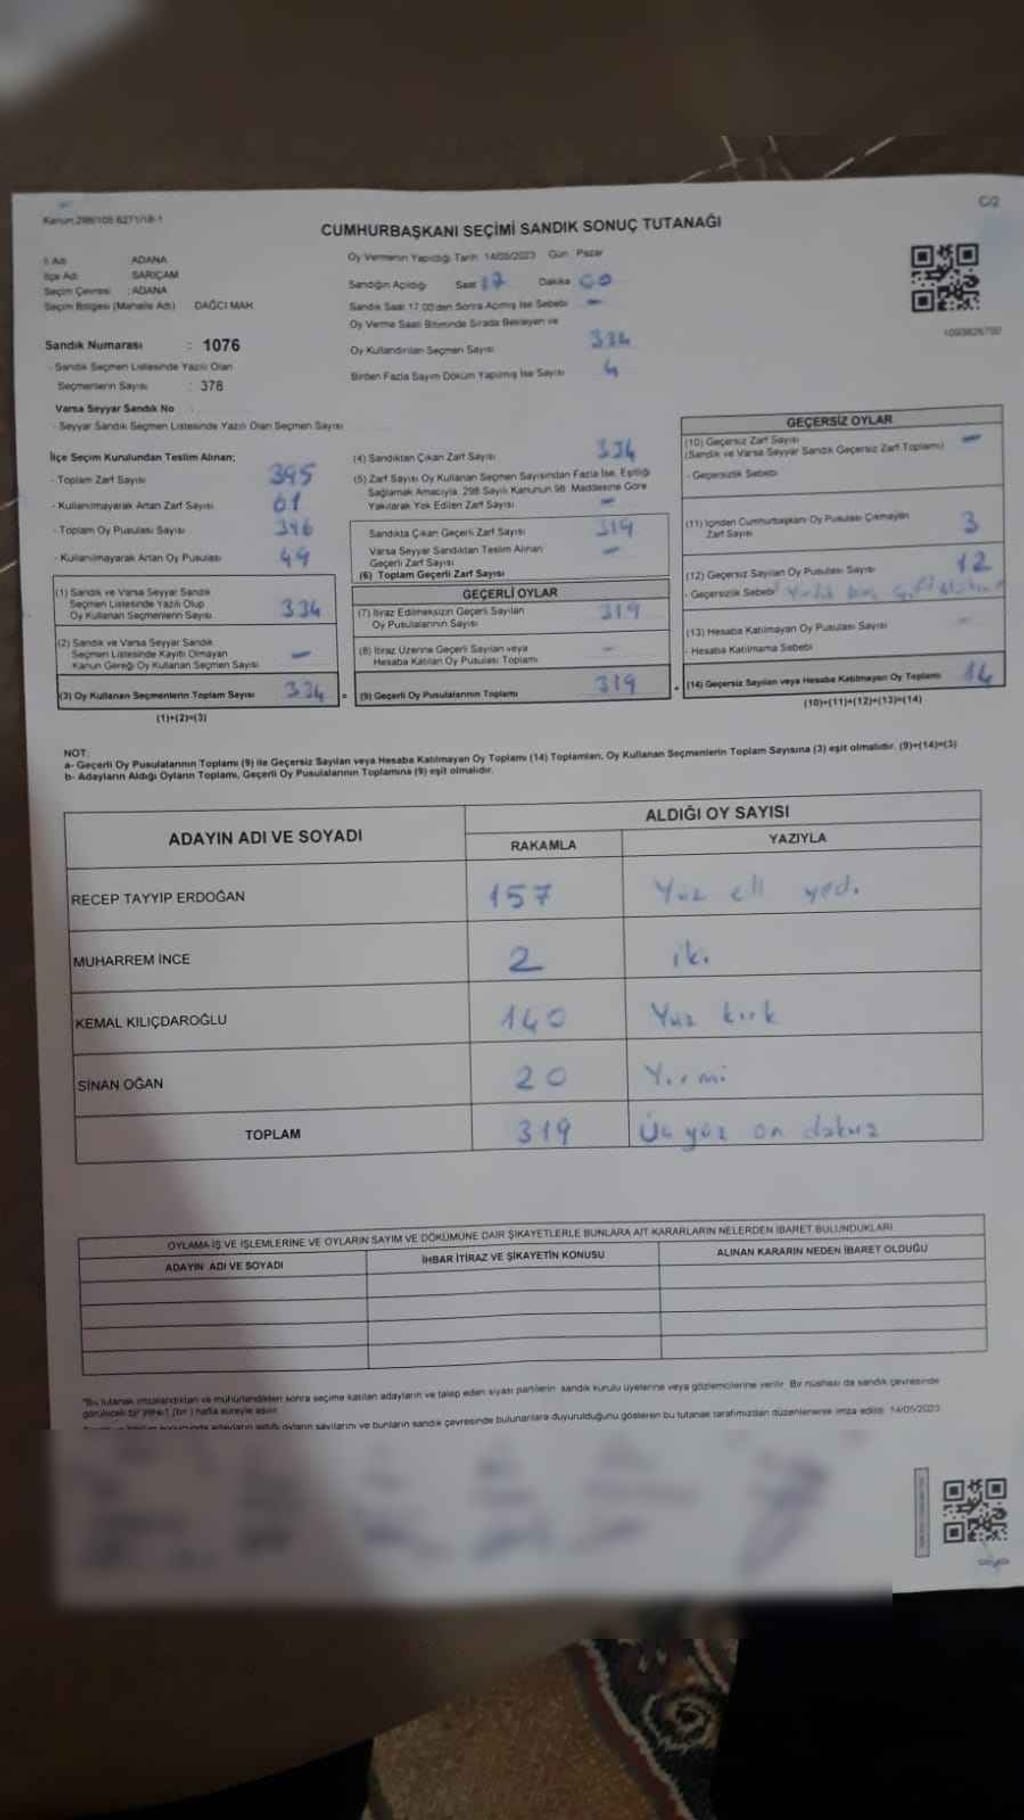 Kanun:298/105 6271/18-1
C/2
CUMHURBAŞKANI SEÇİMİ SANDIK SONUÇ TUTANAĞI
İl Adı: ADANA
İlçe Adı: SARIÇAM
Seçim Çevresi :ADANA
Seçim Bölgesi (Mahalle Adı) DAĞCI MAH.
Sandık Numarası : 1076
- Sandık Seçmen Listesinde Yazılı Olan
Seçmenlerin Sayısı : 378
Varsa Seyyar Sandık No
- Seyyar Sandık Seçmen Listesinde Yazılı Olan Seçmen Sayısı
Oy Vermenin Yapıldığı Tarih 14/05/2023 Gün Pazar
Sandığın Açıldığı Saat 17 Dakika 00
Sandık Saat 17.00'den Sonra Açılmış İse Sebebi -
Oy Verme Saati Bitiminde Sırada Bekleyen ve
Oy Kullandırılan Seçmen Sayısı 334
Birden Fazla Sayım Döküm Yapılmış İse Sayısı 4
İlçe Seçim Kurulundan Teslim Alınan;
- Toplam Zarf Sayısı 395
- Kullanılmayarak Artan Zarf Sayısı 61
- Toplam Oy Pusulası Sayısı
- Kullanılmayarak Artan Oy Pusulası 49
(1) Sandık ve Varsa Seyyar Sandık
Seçmen Listesinde Yazılı Olup
Oy Kullanan Seçmenlerin Sayısı 334
(2) Sandık ve Varsa Seyyar Sandık
Seçmen Listesinde Kayıtlı Olmayan
Kanun Gereği Oy Kullanan Seçmen Sayısı -
(3) Oy Kullanan Seçmenlerin Toplam Sayısı 334
(1)+(2)=(3)
=
(4) Sandıktan Çıkan Zarf Sayısı 334
(5) Zarf Sayısı Oy Kullanan Seçmen Sayısından Fazla İse, Eşitliği
Sağlamak Amacıyla, 298 Sayılı Kanunun 98. Maddesine Göre
Yakılarak Yok Edilen Zarf Sayısı -
Sandıkta Çıkan Geçerli Zarf Sayısı 319
Varsa Seyyar Sandıktan Teslim Alınan
Geçerli Zarf Sayısı -
(6) Toplam Geçerli Zarf Sayısı
GEÇERLİ OYLAR
(7) İtiraz Edilmeksizin Geçerli Sayılan
Oy Pusulalarının Sayısı 319
(8) İtiraz Üzerine Geçerli Sayılan veya
Hesaba Katılan Oy Pusulası Toplamı -
(9) Geçerli Oy Pusulalarının Toplamı 319
+
GEÇERSİZ OYLAR
(10) Geçersiz Zarf Sayısı
(Sandık ve Varsa Seyyar Sandık Geçersiz Zarf Toplamı) -
- Geçersizlik Sebebi
(11) İçinden Cumhurbaşkanı Oy Pusulası Çıkmayan
Zarf Sayısı 3
(12) Geçersiz Sayılan Oy Pusulası Sayısı 12
- Geçersizlik Sebebi
(13) Hesaba Katılmayan Oy Pusulası Sayısı -
- Hesaba Katılmama Sebebi
(14) Geçersiz Sayılan veya Hesaba Katılmayan Oy Toplamı 14
(10)+(11)+(12)+(13)=(14)
NOT:
a- Geçerli Oy Pusulalarının Toplamı (9) ile Geçersiz Sayılan veya Hesaba Katılmayan Oy Toplamı (14) Toplamları, Oy Kullanan Seçmenlerin Toplam Sayısına (3) eşit olmalıdır. (9)+(14)=(3)
b- Adayların Aldığı Oyların Toplamı, Geçerli Oy Pusulalarının Toplamına (9) eşit olmalıdır.
ADAYIN ADI VE SOYADI
ALDIĞI OY SAYISI
RAKAMLA YAZIYLA
RECEP TAYYIP ERDOĞAN 157 Yüz elli yedi
MUHARREM İNCE 2 iki
KEMAL KILIÇDAROĞLU 140 Yüz kırk
SİNAN OĞAN 20 Yirmi
TOPLAM 319 Üç yüz on dokuz
OYLAMA İŞ VE İŞLEMLERİNE VE OYLARIN SAYIM VE DÖKÜMÜNE DAİR ŞİKAYETLERLE BUNLARA AİT KARARLARIN NELERDEN İBARET BULUNDUKLARI
ADAYIN ADI VE SOYADI İHBAR İTİRAZ VE ŞİKAYETİN KONUSU ALINAN KARARIN NEDEN İBARET OLDUĞU
*Bu tutanak imzalandıktan ve mühürlendikten sonra seçime katılan adayların ve talep eden siyasi partilerin sandık kurulu üyelerine veya gözlemcilerine verilir. Bir nüshası da sandık çevresinde
görülecek bir yere 1 (bir) hafta süreyle asılır.
adayların aldığı oyların sayılarını ve bunların sandık çevresinde bulunanlara duyurulduğunu gösteren bu tutanak tarafımızdan düzenlenerek imza edildi. 14/05/2023